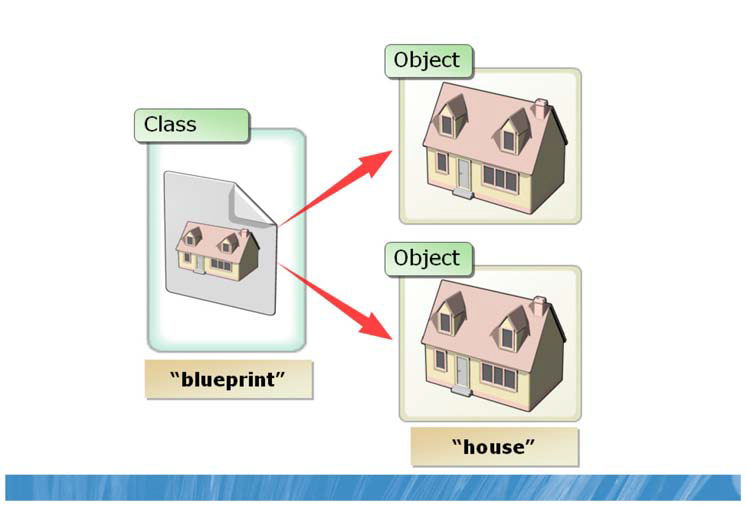 Class
“blueprint”
Object
Object
“house”